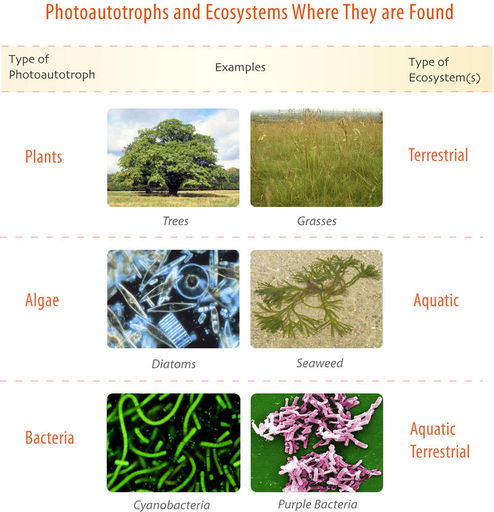 Photoautotrophs and Ecosystems Where They are Found
Type of
Photoautotroph
Examples
Type of
Ecosystem(s)
Plants
Trees
Grasses
Terrestrial
Algae
Diatoms
Seaweed
Aquatic
Bacteria
Cyanobacteria
Purple Bacteria
Aquatic
Terrestrial